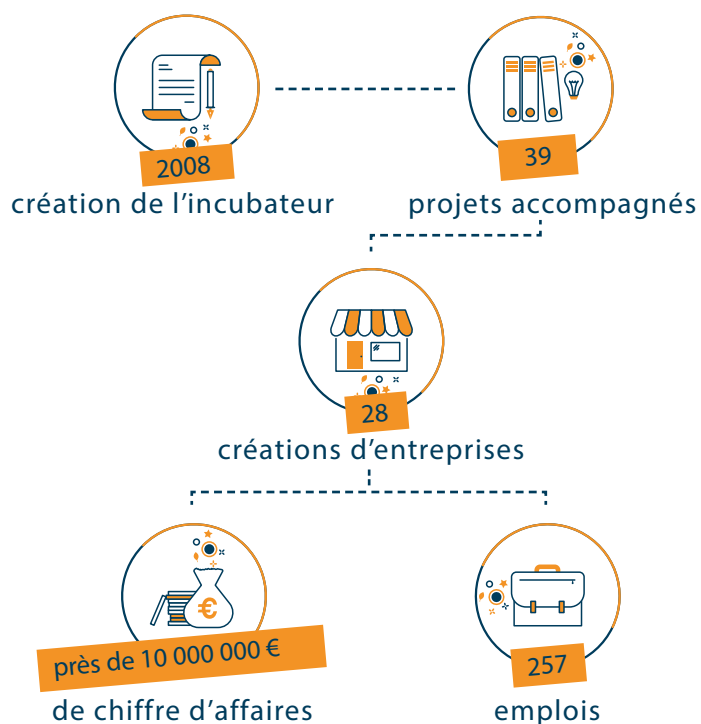 2008
création de l'incubateur
39
projets accompagnés
28
créations d'entreprises
près de 10 000 000 €
de chiffre d'affaires
257
emplois